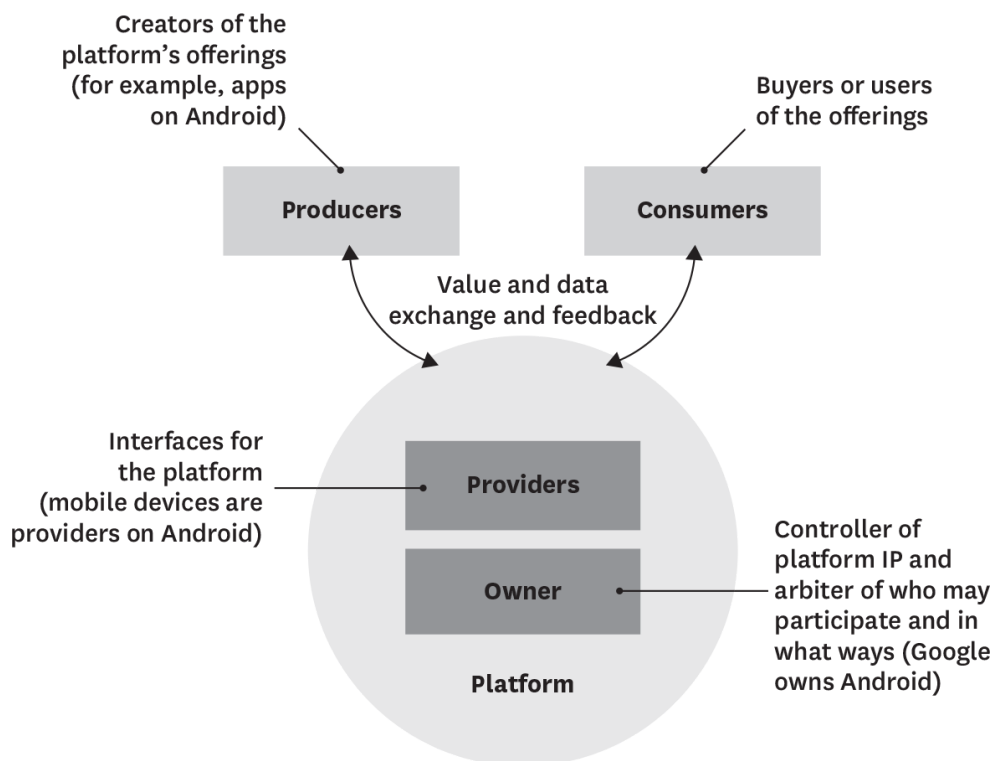 Creators of the
platform’s offerings
(for example, apps
on Android)
Buyers or users
of the offerings
Producers
Consumers
Value and data
exchange and feedback
Interfaces for
the platform
(mobile devices are
providers on Android)
Providers
Owner
Controller of
platform IP and
arbiter of who may
participate and in
what ways (Google
owns Android)
Platform